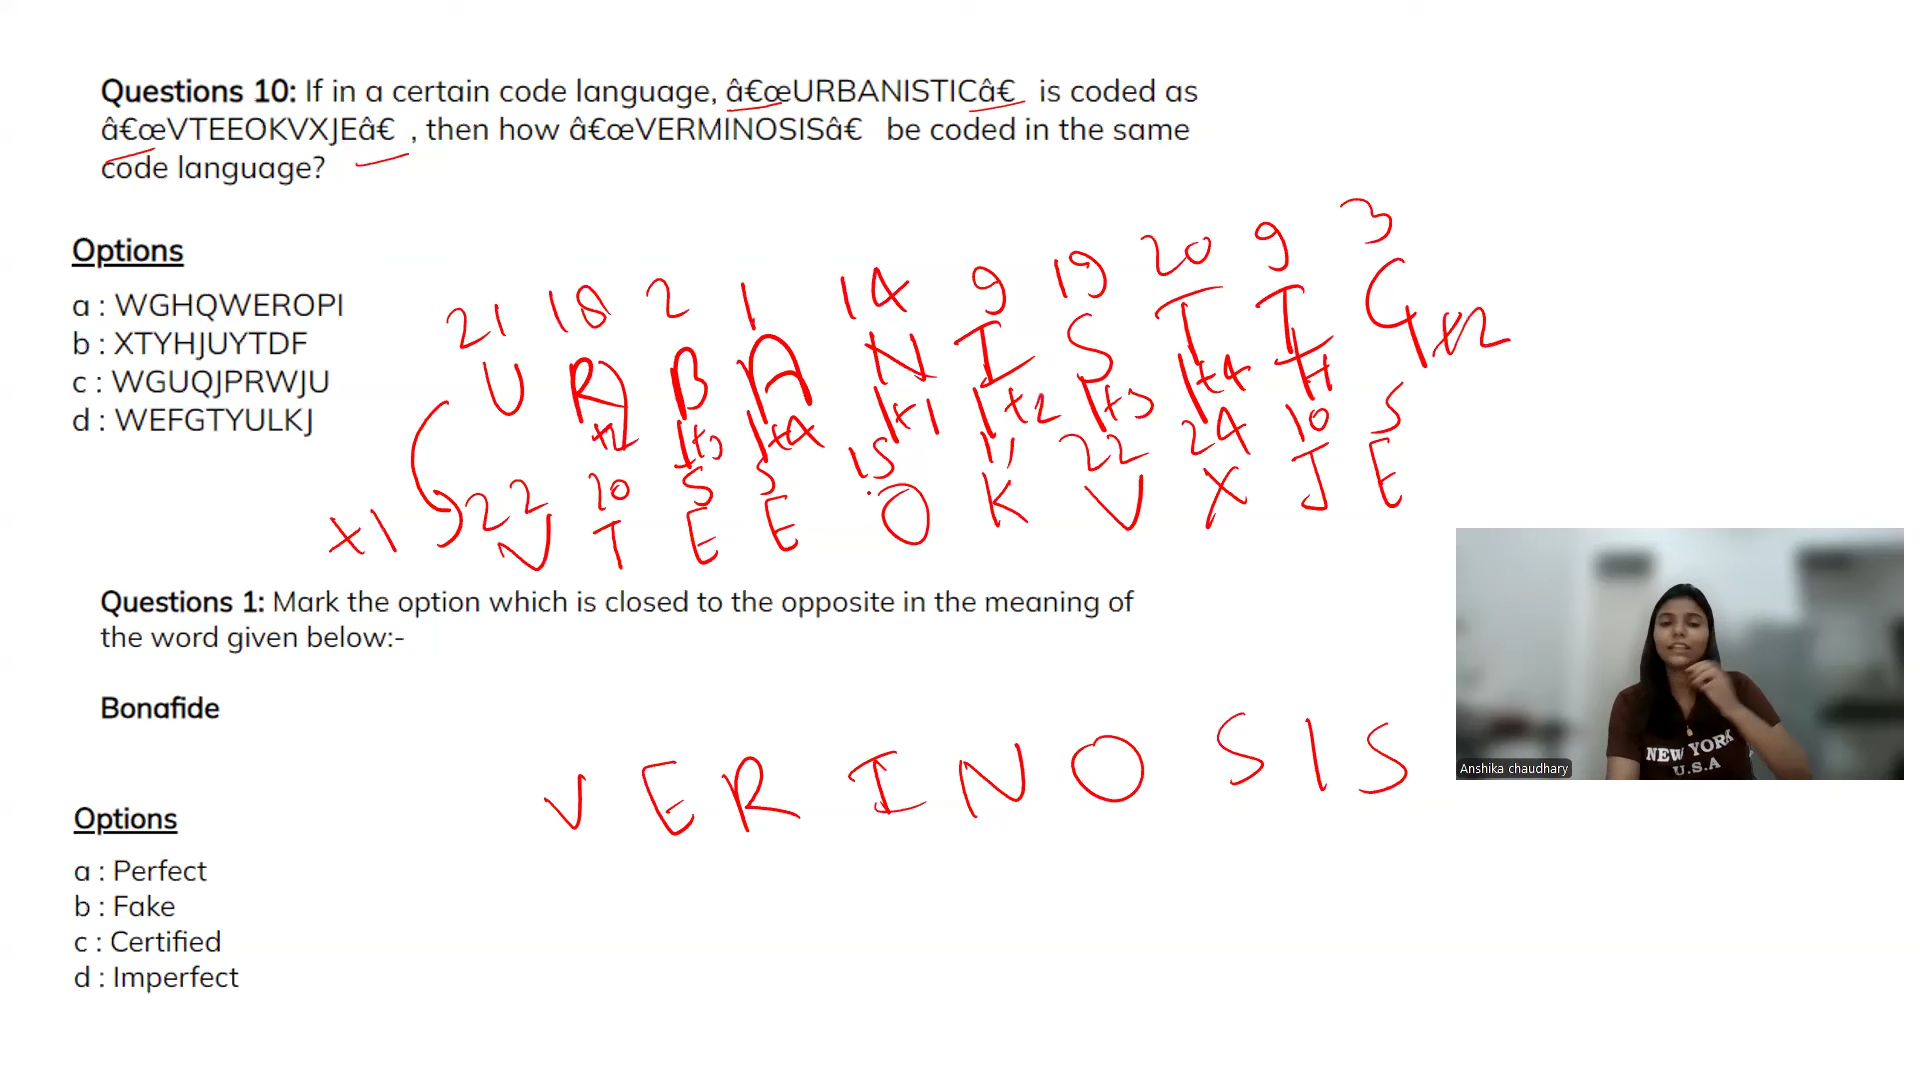 Questions 10: If in a certain code language, â€œURBANISTICâ€ is coded as
â€œVTEEOKVXJEâ€ , then how â€œVERMINOSISâ€ be coded in the same
code language?
Options
a : WGHQWEROPI
b : XTYHJUYTDF
c : WGUQJPRWJU
d : WEFGTYULKJ
21 18 2 1 14 9 19 20 9 3
U R B A N I S T I C
+2 +3 +4 +1 +2 +3 +4 +1 +2
+1 22 20 5 5 15 11 22 24 10 5
V T E E O K V X J E
Questions 1: Mark the option which is closed to the opposite in the meaning of
the word given below:-
Bonafide
V E R I N O S I S
NEW YORK
U.S.A
Anshika chaudhary
Options
a : Perfect
b : Fake
c : Certified
d : Imperfect